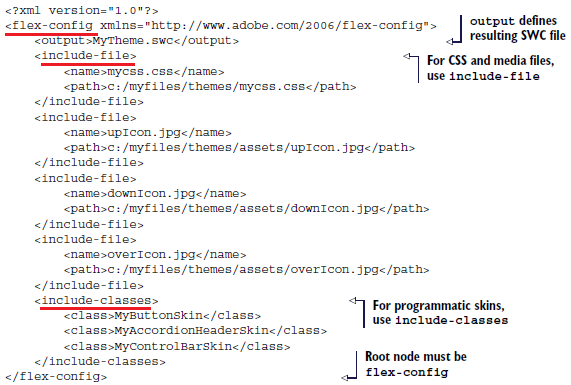 <?xml version="1.0"?>
<flex-config xmlns="http://www.adobe.com/2006/flex-config">
<output>MyTheme.swc</output>
output defines
resulting SWC file
<include-file>
For CSS and media files,
use include-file
<name>mycss.css</name>
<path>c:/myfiles/themes/mycss.css</path>
</include-file>
<include-file>
<name>upIcon.jpg</name>
<path>c:/myfiles/themes/assets/upIcon.jpg</path>
</include-file>
<include-file>
<name>downIcon.jpg</name>
<path>c:/myfiles/themes/assets/downIcon.jpg</path>
</include-file>
<include-file>
<name>overIcon.jpg</name>
<path>c:/myfiles/themes/assets/overIcon.jpg</path>
</include-file>
<include-classes>
For programmatic skins,
use include-classes
<class>MyButtonSkin</class>
<class>MyAccordionHeaderSkin</class>
<class>MyControlBarSkin</class>
</include-classes>
Root node must be
flex-config
</flex-config>